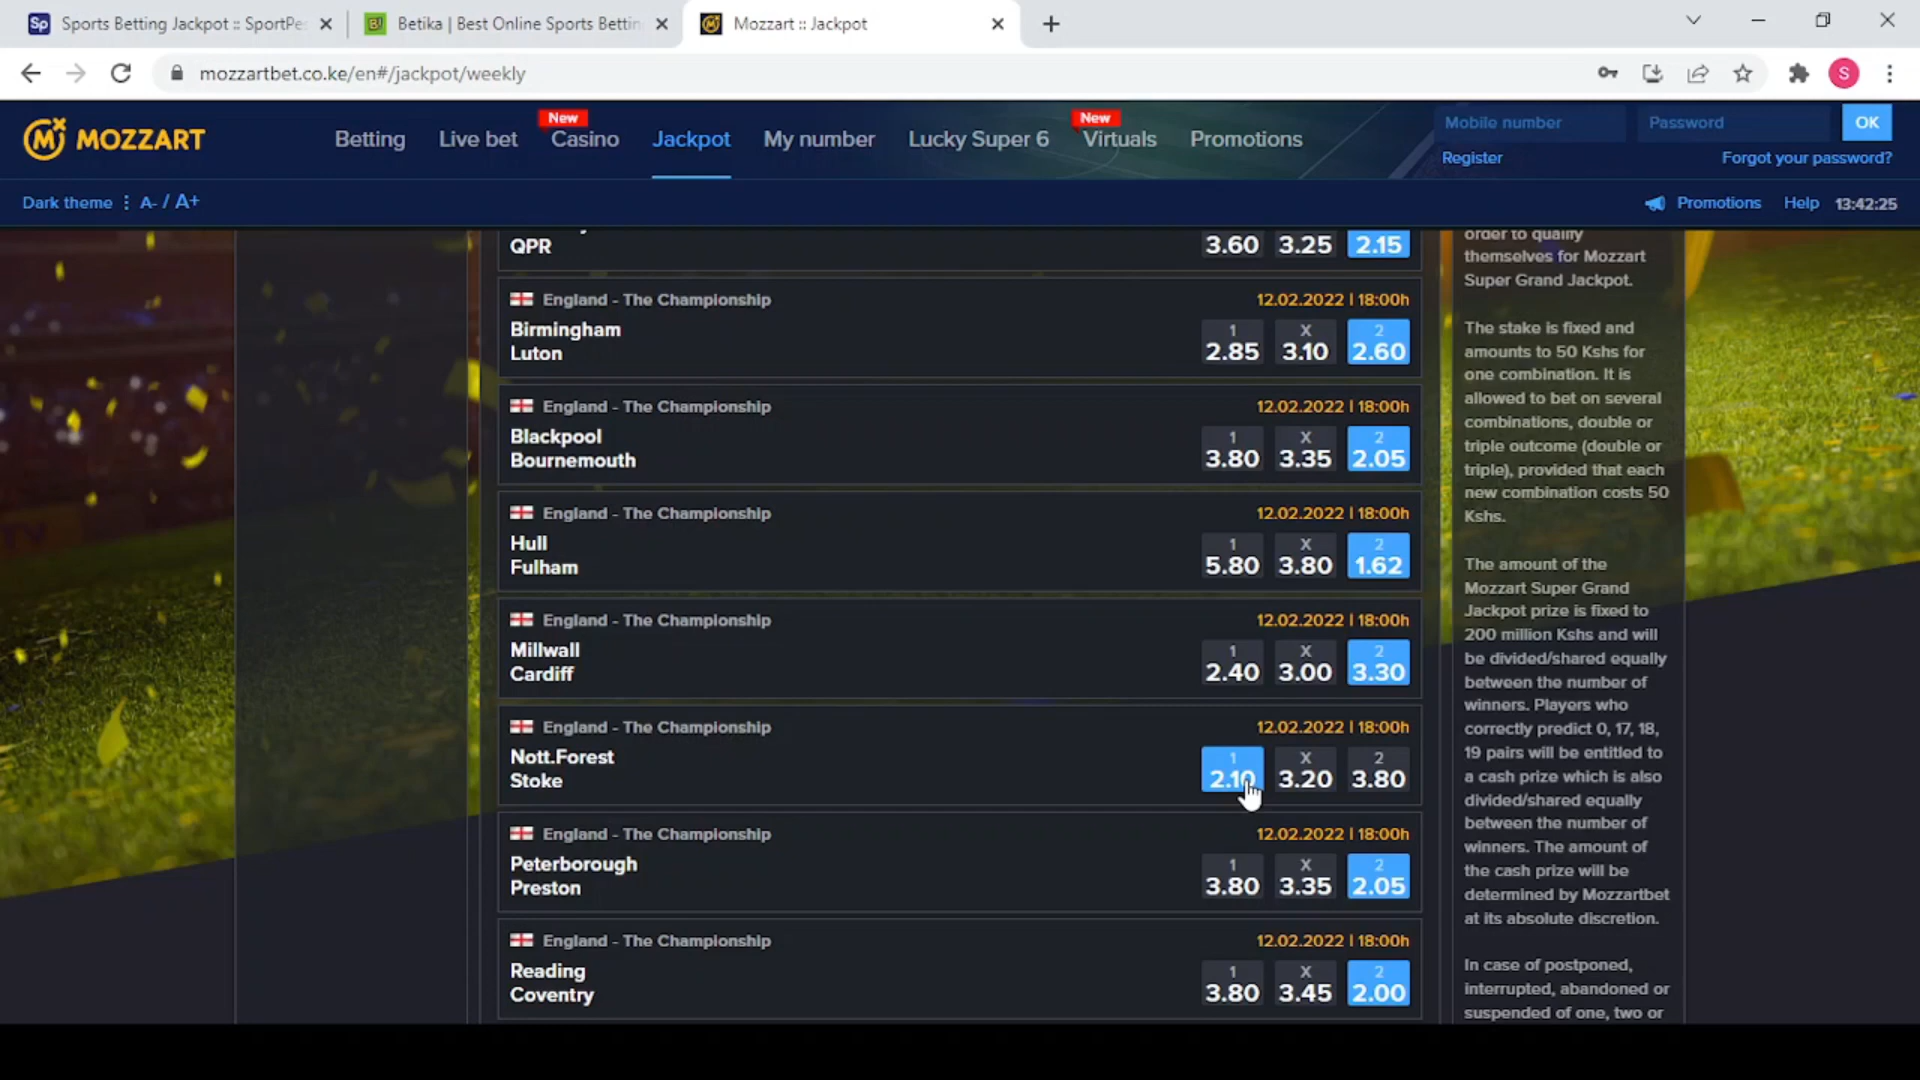 Sports Betting Jackpot :: SportPe
Betika | Best Online Sports Bettin
Mozzart :: Jackpot
mozzartbet.co.ke/en#/jackpot/weekly
S
MOZZART
Betting
Live bet
New
Casino
Jackpot
My number
Lucky Super 6
New
Virtuals
Promotions
Mobile number
Password
OK
Register
Forgot your password?
Dark theme
A- / A+
Promotions
Help
13:42:25
QPR
3.60 3.25 2.15
England - The Championship
12.02.2022 | 18:00h
Birmingham
Luton
1 X 2
2.85 3.10 2.60
England - The Championship
12.02.2022 | 18:00h
Blackpool
Bournemouth
1 X 2
3.80 3.35 2.05
England - The Championship
12.02.2022 | 18:00h
Hull
Fulham
1 X 2
5.80 3.80 1.62
England - The Championship
12.02.2022 | 18:00h
Millwall
Cardiff
1 X 2
2.40 3.00 3.30
England - The Championship
12.02.2022 | 18:00h
Nott.Forest
Stoke
1 X 2
2.10 3.20 3.80
England - The Championship
12.02.2022 | 18:00h
Peterborough
Preston
1 X 2
3.80 3.35 2.05
England - The Championship
12.02.2022 | 18:00h
Reading
Coventry
1 X 2
3.80 3.45 2.00
order to qualify
themselves for Mozzart
Super Grand Jackpot.
The stake is fixed and
amounts to 50 Kshs for
one combination. It is
allowed to bet on several
combinations, double or
triple outcome (double or
triple), provided that each
new combination costs 50
Kshs.
The amount of the
Mozzart Super Grand
Jackpot prize is fixed to
200 million Kshs and will
be divided/shared equally
between the number of
winners. Players who
correctly predict 0, 17, 18,
19 pairs will be entitled to
a cash prize which is also
divided/shared equally
between the number of
winners. The amount of
the cash prize will be
determined by Mozzartbet
at its absolute discretion.
In case of postponed,
interrupted, abandoned or
suspended of one, two or